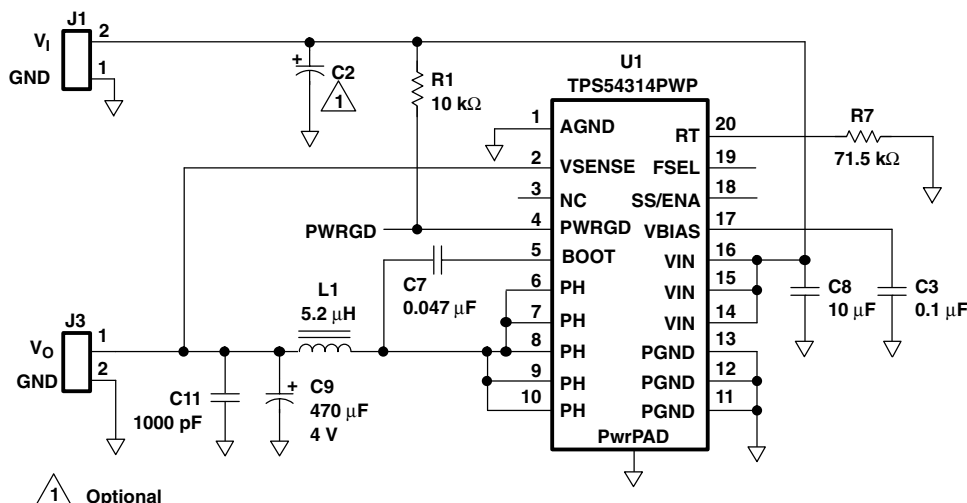 J1
VI
2
GND
1
C2
1
R1
10 kΩ
U1
TPS54314PWP
1
AGND
2
VSENSE
3
NC
4
PWRGD
5
BOOT
6
PH
7
PH
8
PH
9
PH
10
PH
PwrPAD
RT
20
FSEL
19
SS/ENA
18
VBIAS
17
VIN
16
VIN
15
VIN
14
PGND
13
PGND
12
PGND
11
R7
71.5 kΩ
C8
10 μF
C3
0.1 μF
PWRGD
C7
0.047 μF
L1
5.2 μH
J3
VO
1
GND
2
C11
1000 pF
C9
470 μF
4 V
+
+
1 Optional